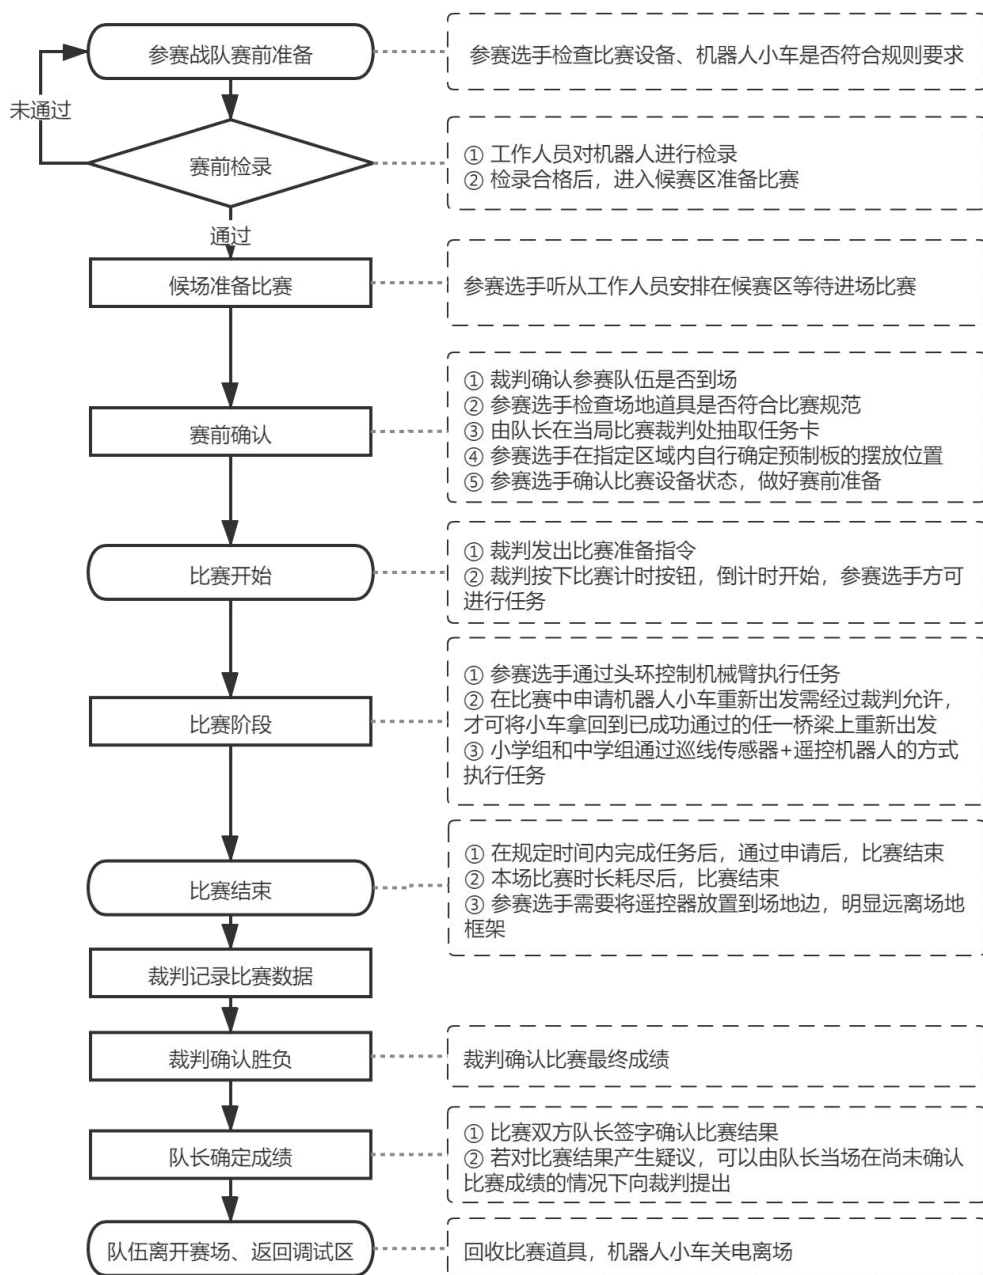 参赛战队赛前准备
参赛选手检查比赛设备、机器人小车是否符合规则要求
未通过
赛前检录
① 工作人员对机器人进行检录
② 检录合格后，进入候赛区准备比赛
通过
候场准备比赛
参赛选手听从工作人员安排在候赛区等待进场比赛
赛前确认
① 裁判确认参赛队伍是否到场
② 参赛选手检查场地道具是否符合比赛规范
③ 由队长在当局比赛裁判处抽取任务卡
④ 参赛选手在指定区域内自行确定预制板的摆放位置
⑤ 参赛选手确认比赛设备状态，做好赛前准备
比赛开始
① 裁判发出比赛准备指令
② 裁判按下比赛计时按钮，倒计时开始，参赛选手方可
进行任务
比赛阶段
① 参赛选手通过头环控制机械臂执行任务
② 在比赛中申请机器人小车重新出发需经过裁判允许，
才可将小车拿回到已成功通过的任一桥梁上重新出发
③ 小学组和中学组通过巡线传感器+遥控机器人的方式
执行任务
比赛结束
① 在规定时间内完成任务后，通过申请后，比赛结束
② 本场比赛时长耗尽后，比赛结束
③ 参赛选手需要将遥控器放置到场地边，明显远离场地
框架
裁判记录比赛数据
裁判确认胜负
裁判确认比赛最终成绩
队长确定成绩
① 比赛双方队长签字确认比赛结果
② 若对比赛结果产生疑议，可以由队长当场在尚未确认
比赛成绩的情况下向裁判提出
队伍离开赛场、返回调试区
回收比赛道具，机器人小车关电离场